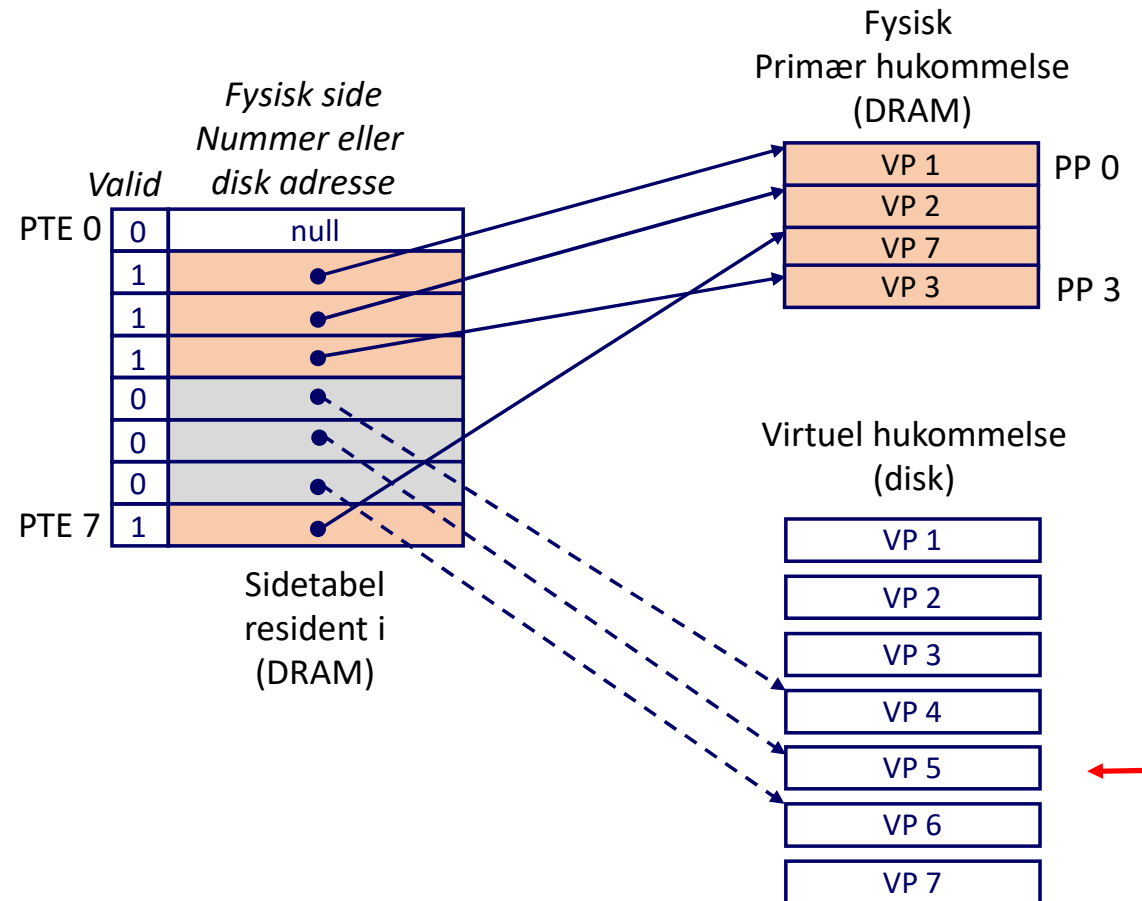 Fysisk
Primær hukommelse
(DRAM)
Fysisk side
Nummer eller
disk adresse
Valid
PTE 0
0
null
1
1
1
0
0
0
PTE 7
1
Sidetabel
resident i
(DRAM)
VP 1
PP 0
VP 2
VP 7
VP 3
PP 3
Virtuel hukommelse
(disk)
VP 1
VP 2
VP 3
VP 4
VP 5
VP 6
VP 7